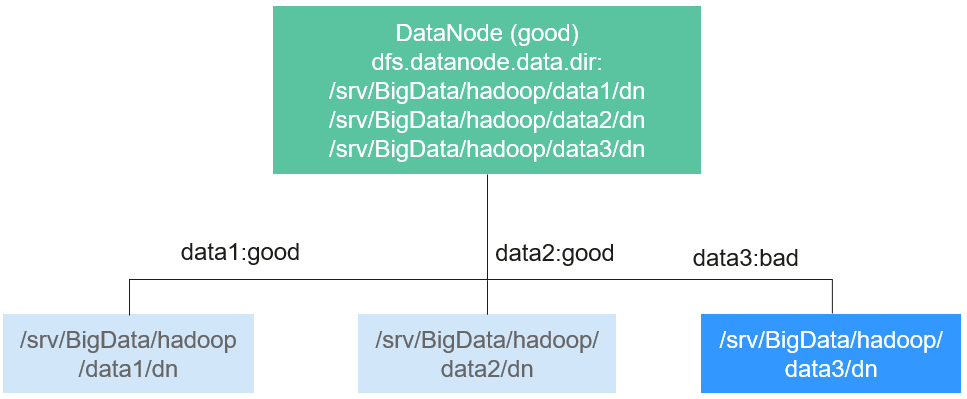 DataNode (good)
dfs.datanode.data.dir:
/srv/BigData/hadoop/data1/dn
/srv/BigData/hadoop/data2/dn
/srv/BigData/hadoop/data3/dn
data1:good
data2:good
data3:bad
/srv/BigData/hadoop
/data1/dn
/srv/BigData/hadoop/
data2/dn
/srv/BigData/hadoop/
data3/dn